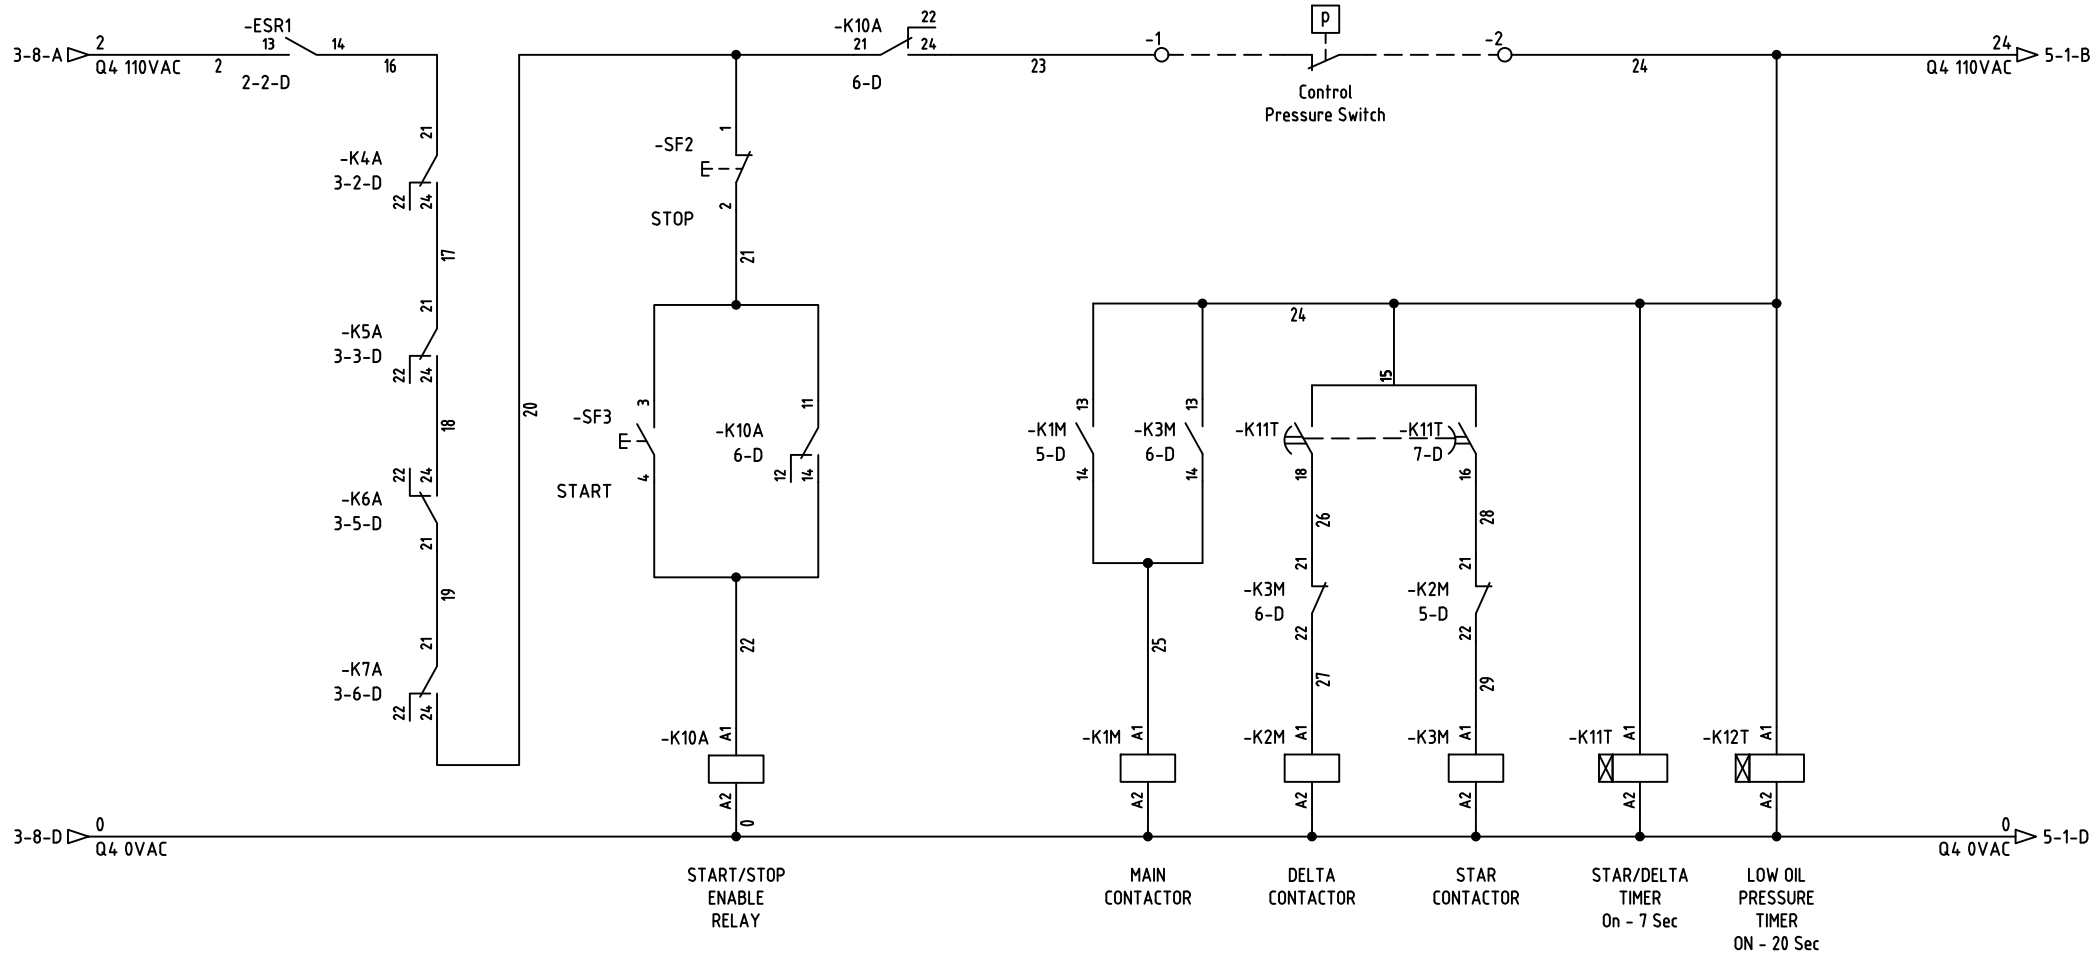 3-8-A
2
Q4 110VAC
2
-ESR1
13
14
2-2-D
16
21
-K4A
3-2-D
22
24
17
21
-K5A
3-3-D
22
24
18
22
24
-K6A
3-5-D
21
19
21
-K7A
3-6-D
22
24
20
1
-SF2
2
STOP
21
3
-SF3
4
START
11
-K10A
6-D
12
14
22
A1
-K10A
A2
0
START/STOP
ENABLE
RELAY
-K10A
22
21
24
6-D
23
-1
p
Control
Pressure Switch
-2
24
24
Q4 110VAC
5-1-B
24
13
-K1M
5-D
14
13
-K3M
6-D
14
25
A1
-K1M
A2
MAIN
CONTACTOR
15
-K11T
18
26
21
-K3M
6-D
22
27
A1
-K2M
A2
DELTA
CONTACTOR
-K11T
7-D
16
28
21
-K2M
5-D
22
29
A1
-K3M
A2
STAR
CONTACTOR
A1
-K11T
A2
STAR/DELTA
TIMER
On - 7 Sec
A1
-K12T
A2
LOW OIL
PRESSURE
TIMER
ON - 20 Sec
3-8-D
0
Q4 0VAC
0
Q4 0VAC
5-1-D